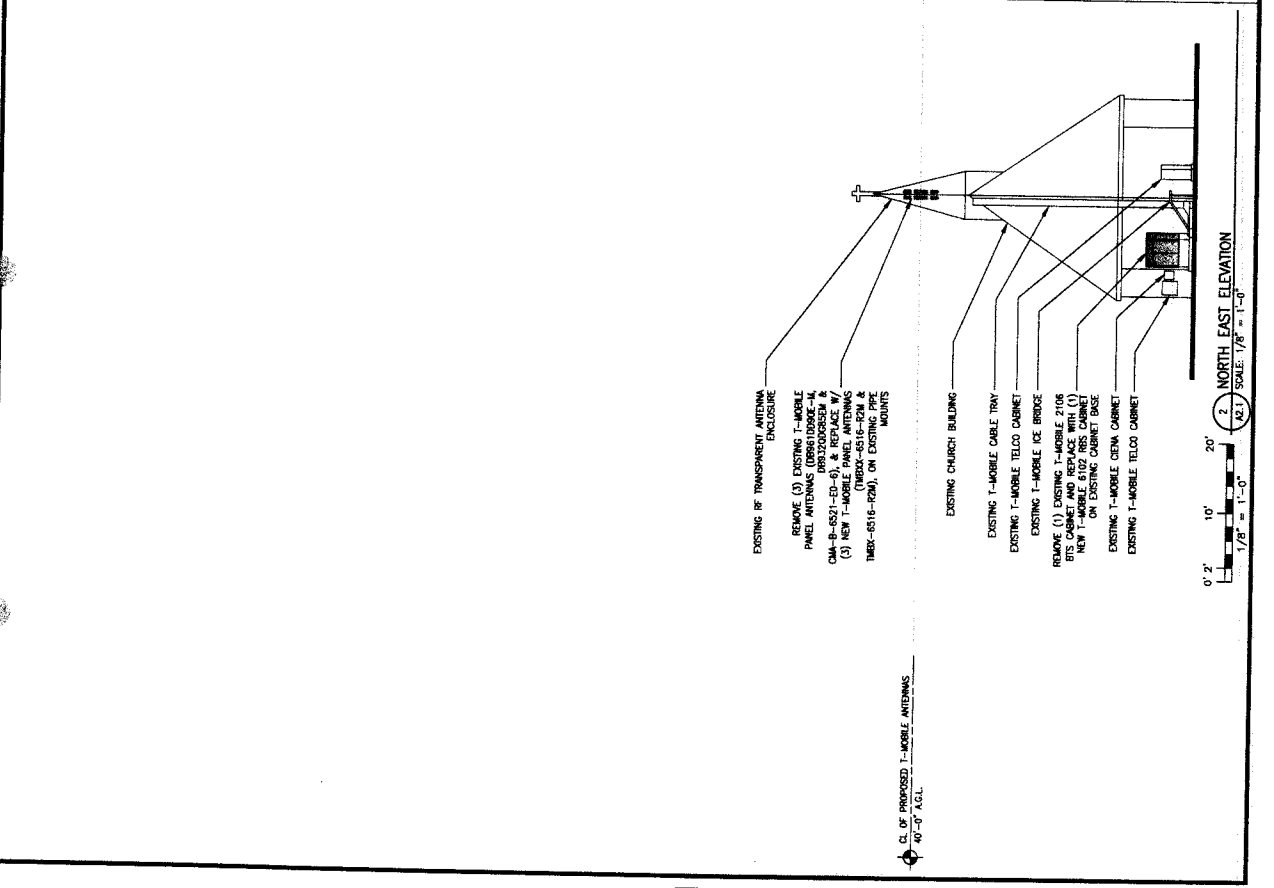 EXISTING RF TRANSPARENT ANTENNA
ENCLOSURE
REMOVE (3) EXISTING T-MOBILE
PANEL ANTENNAS (DB961DD90E-M,
DB932QDG85EM &
CMA-B-6521-E0-6), & REPLACE W/
(3) NEW T-MOBILE PANEL ANTENNAS
(TMBXX-6516-R2M &
TMBX-6516-R2M), ON EXISTING PIPE
MOUNTS
CL OF PROPOSED T-MOBILE ANTENNAS
40'-0" A.G.L.
EXISTING CHURCH BUILDING
EXISTING T-MOBILE CABLE TRAY
EXISTING T-MOBILE TELCO CABINET
EXISTING T-MOBILE ICE BRIDGE
REMOVE (1) EXISTING T-MOBILE 2106
BTS CABINET AND REPLACE WITH (1)
NEW T-MOBILE 6102 RBS CABINET
ON EXISTING CABINET BASE
EXISTING T-MOBILE CIENA CABINET
EXISTING T-MOBILE TELCO CABINET
0' 2' 10' 20'
1/8" = 1'-0"
2 NORTH EAST ELEVATION
A2.1 SCALE: 1/8" = 1'-0"